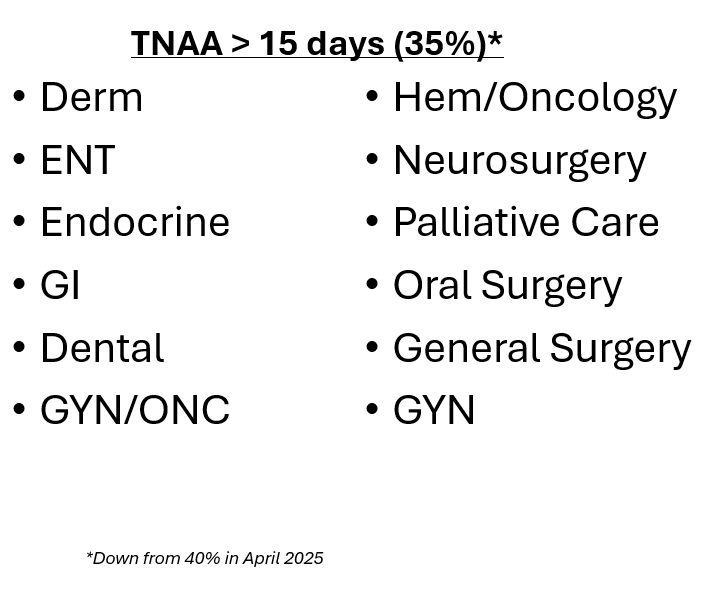 TNAA > 15 days (35%)*
• Derm
• ENT
• Endocrine
• GI
• Dental
• GYN/ONC
• Hem/Oncology
• Neurosurgery
• Palliative Care
• Oral Surgery
• General Surgery
• GYN
*Down from 40% in April 2025